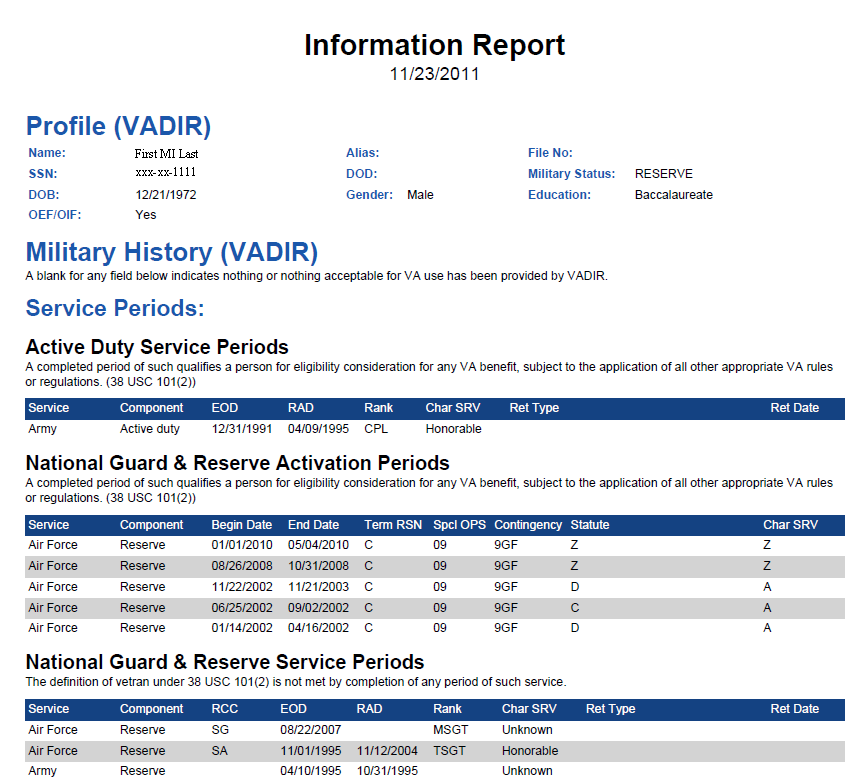 Information Report
11/23/2011
Profile (VADIR)
Name: First MI Last Alias: File No:
SSN: xxx-xx-1111 DOD: Military Status: RESERVE
DOB: 12/21/1972 Gender: Male Education: Baccalaureate
OEF/OIF: Yes
Military History (VADIR)
A blank for any field below indicates nothing or nothing acceptable for VA use has been provided by VADIR.
Service Periods:
Active Duty Service Periods
A completed period of such qualifies a person for eligibility consideration for any VA benefit, subject to the application of all other appropriate VA rules
or regulations. (38 USC 101(2))
Service Component EOD RAD Rank Char SRV Ret Type Ret Date
Army Active duty 12/31/1991 04/09/1995 CPL Honorable
National Guard & Reserve Activation Periods
A completed period of such qualifies a person for eligibility consideration for any VA benefit, subject to the application of all other appropriate VA rules
or regulations. (38 USC 101(2))
Service Component Begin Date End Date Term RSN Spcl OPS Contingency Statute Char SRV
Air Force Reserve 01/01/2010 05/04/2010 C 09 9GF Z Z
Air Force Reserve 08/26/2008 10/31/2008 C 09 9GF Z Z
Air Force Reserve 11/22/2002 11/21/2003 C 09 9GF D A
Air Force Reserve 06/25/2002 09/02/2002 C 09 9GF C A
Air Force Reserve 01/14/2002 04/16/2002 C 09 9GF D A
National Guard & Reserve Service Periods
The definition of vetran under 38 USC 101(2) is not met by completion of any period of such service.
Service Component RCC EOD RAD Rank Char SRV Ret Type Ret Date
Air Force Reserve SG 08/22/2007 MSGT Unknown
Air Force Reserve SA 11/01/1995 11/12/2004 TSGT Honorable
Army Reserve 04/10/1995 10/31/1995 Unknown